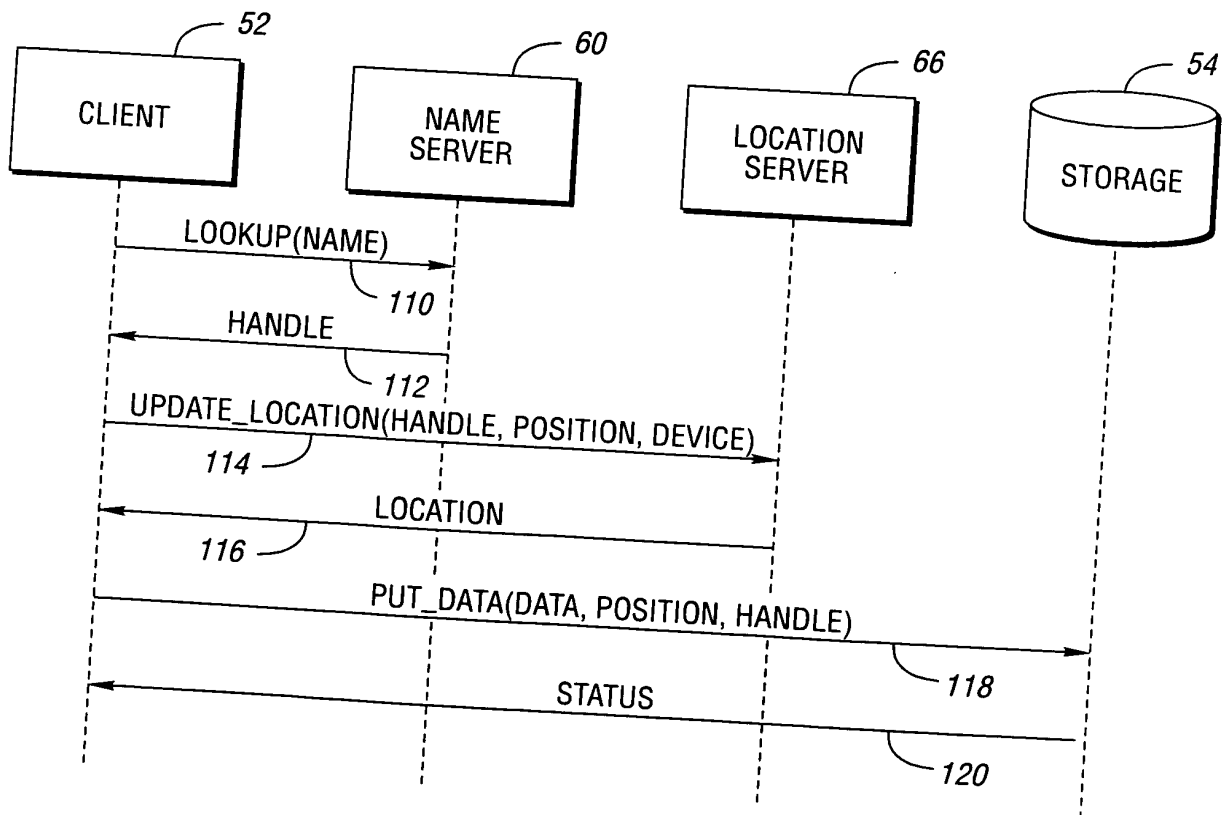 52
60
66
54
CLIENT
NAME
SERVER
LOCATION
SERVER
STORAGE
LOOKUP(NAME)
110
HANDLE
112
UPDATE_LOCATION(HANDLE, POSITION, DEVICE)
114
LOCATION
116
PUT_DATA(DATA, POSITION, HANDLE)
118
STATUS
120